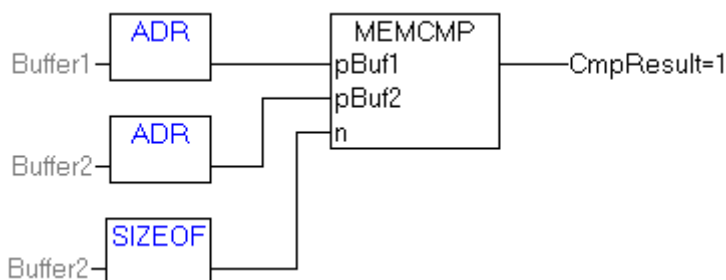 ADR
MEMCMP
Buffer1
pBuf1
CmpResult=1
pBuf2
ADR
n
Buffer2
SIZEOF
Buffer2